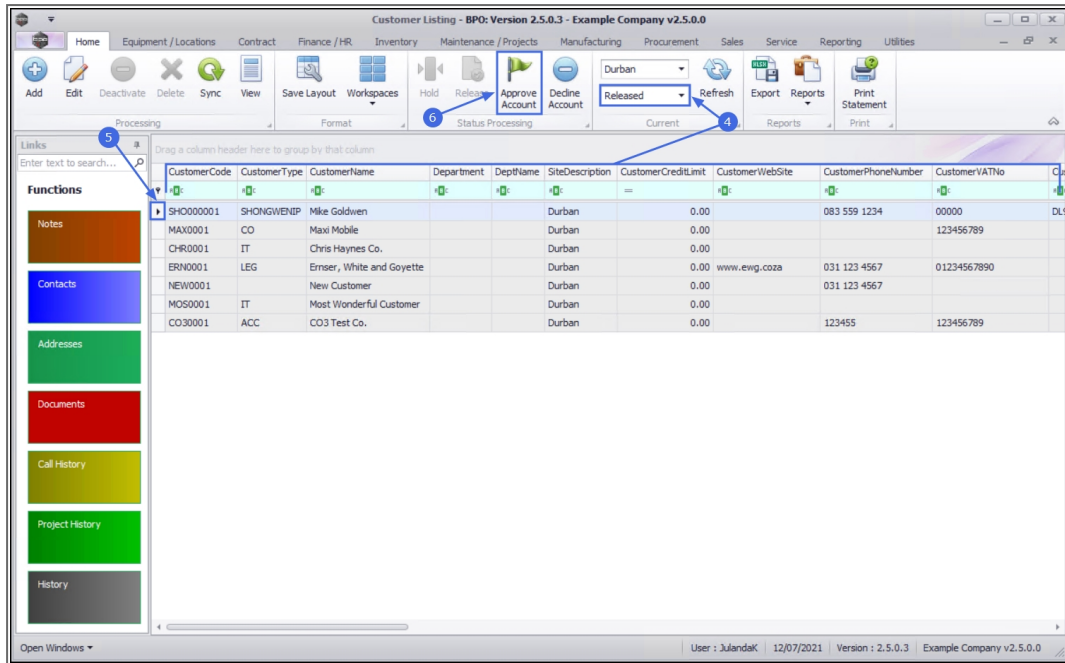 Customer Listing - BPO: Version 2.5.0.3 - Example Company v2.5.0.0
Home Equipment / Locations Contract Finance / HR Inventory Maintenance / Projects Manufacturing Procurement Sales Service Reporting Utilities
Add Edit Deactivate Delete Sync View Save Layout Workspaces Hold Release Approve Account Decline Account Durban Released Refresh Export Reports Print Statement
Processing Format Status Processing Current Reports Print
6 4 5
Links
Drag a column header here to group by that column
Enter text to search...
CustomerCode CustomerType CustomerName Department DeptName SiteDescription CustomerCreditLimit CustomerWebSite CustomerPhoneNumber CustomerVATNo
Functions
=
SHO000001 SHONGWENIP Mike Goldwen Durban 0.00 083 559 1234 00000
MAX0001 CO Maxi Mobile Durban 0.00 123456789
CHR0001 IT Chris Haynes Co. Durban 0.00
ERN0001 LEG Ernser, White and Goyette Durban 0.00 www.ewg.coza 031 123 4567 01234567890
NEW0001 New Customer Durban 0.00 031 123 4567
MOS0001 IT Most Wonderful Customer Durban 0.00
CO30001 ACC CO3 Test Co. Durban 0.00 123455 123456789
Notes
Contacts
Addresses
Documents
Call History
Project History
History
Open Windows
User : JulandaK 12/07/2021 Version : 2.5.0.3 Example Company v2.5.0.0